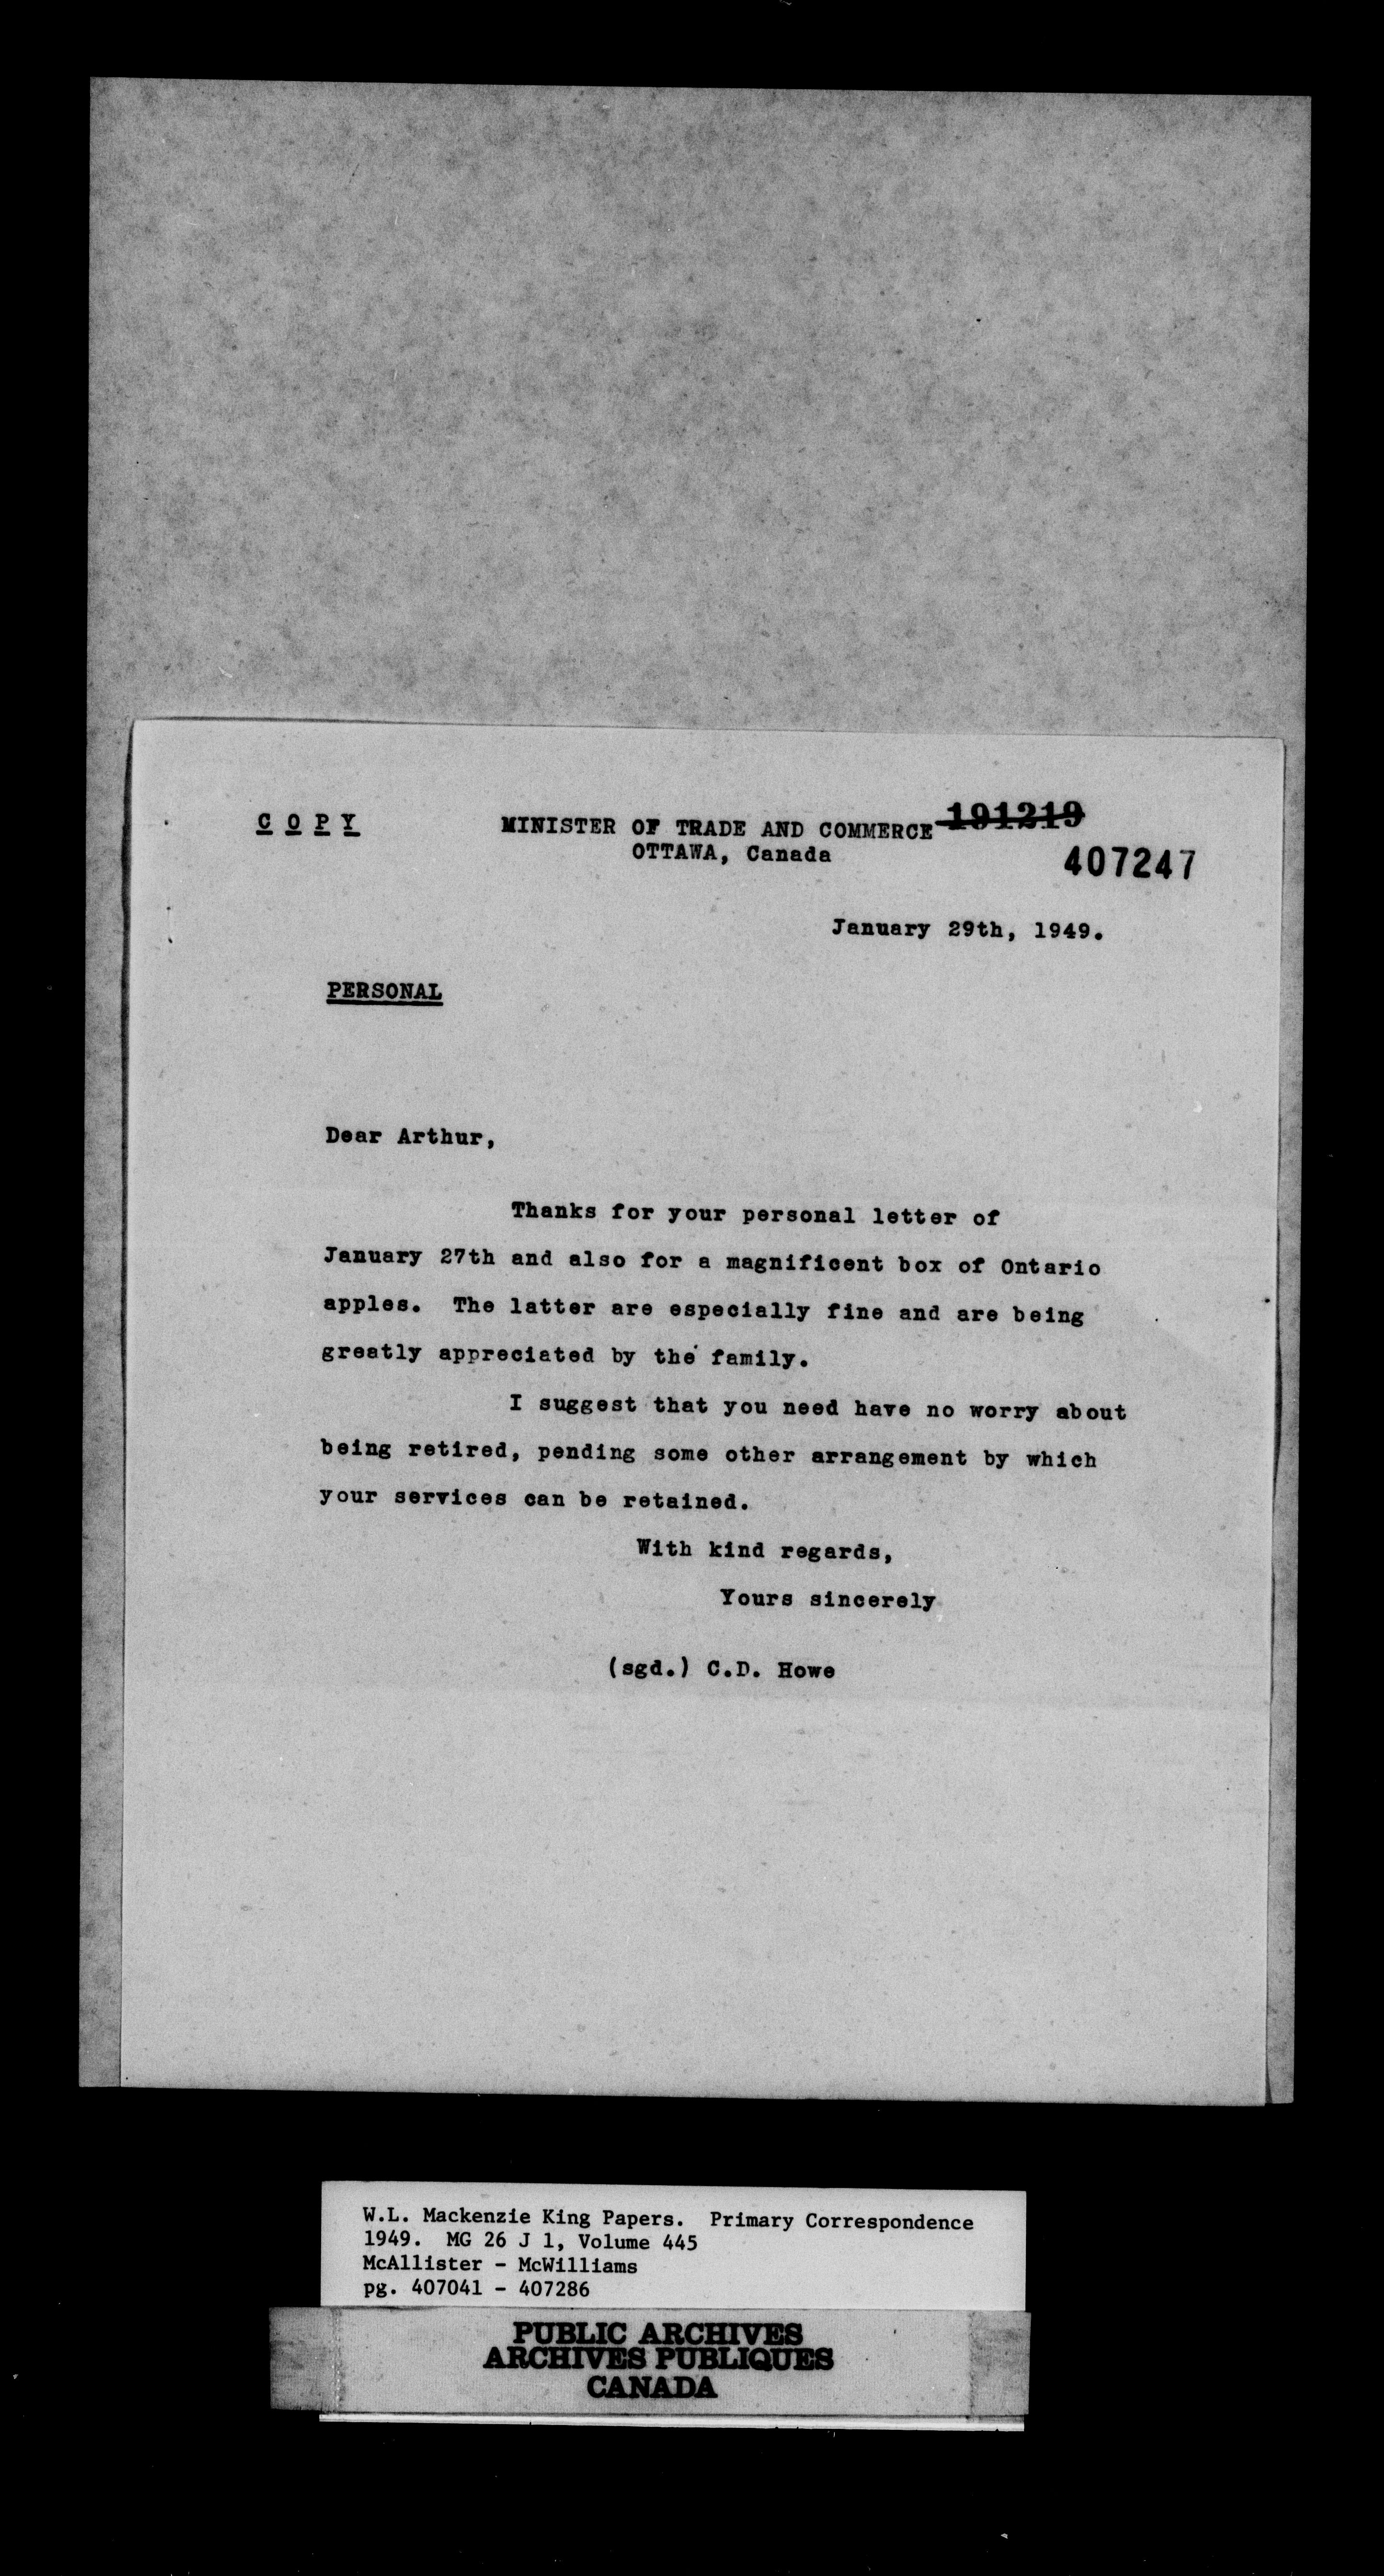 C O P Y
MINISTER OF TRADE AND COMMERCE 191219
OTTAWA, Canada
407247
January 29th, 1949.
PERSONAL
Dear Arthur,
Thanks for your personal letter of
January 27th and also for a magnificent box of Ontario
apples. The latter are especially fine and are being
greatly appreciated by the family.
I suggest that you need have no worry about
being retired, pending some other arrangement by which
your services can be retained.
With kind regards,
Yours sincerely
(sgd.) C.D. Howe
W.L. Mackenzie King Papers. Primary Correspondence
1949. MG 26 J 1, Volume 445
McAllister - McWilliams
pg. 407041 - 407286
PUBLIC ARCHIVES
ARCHIVES PUBLIQUES
CANADA